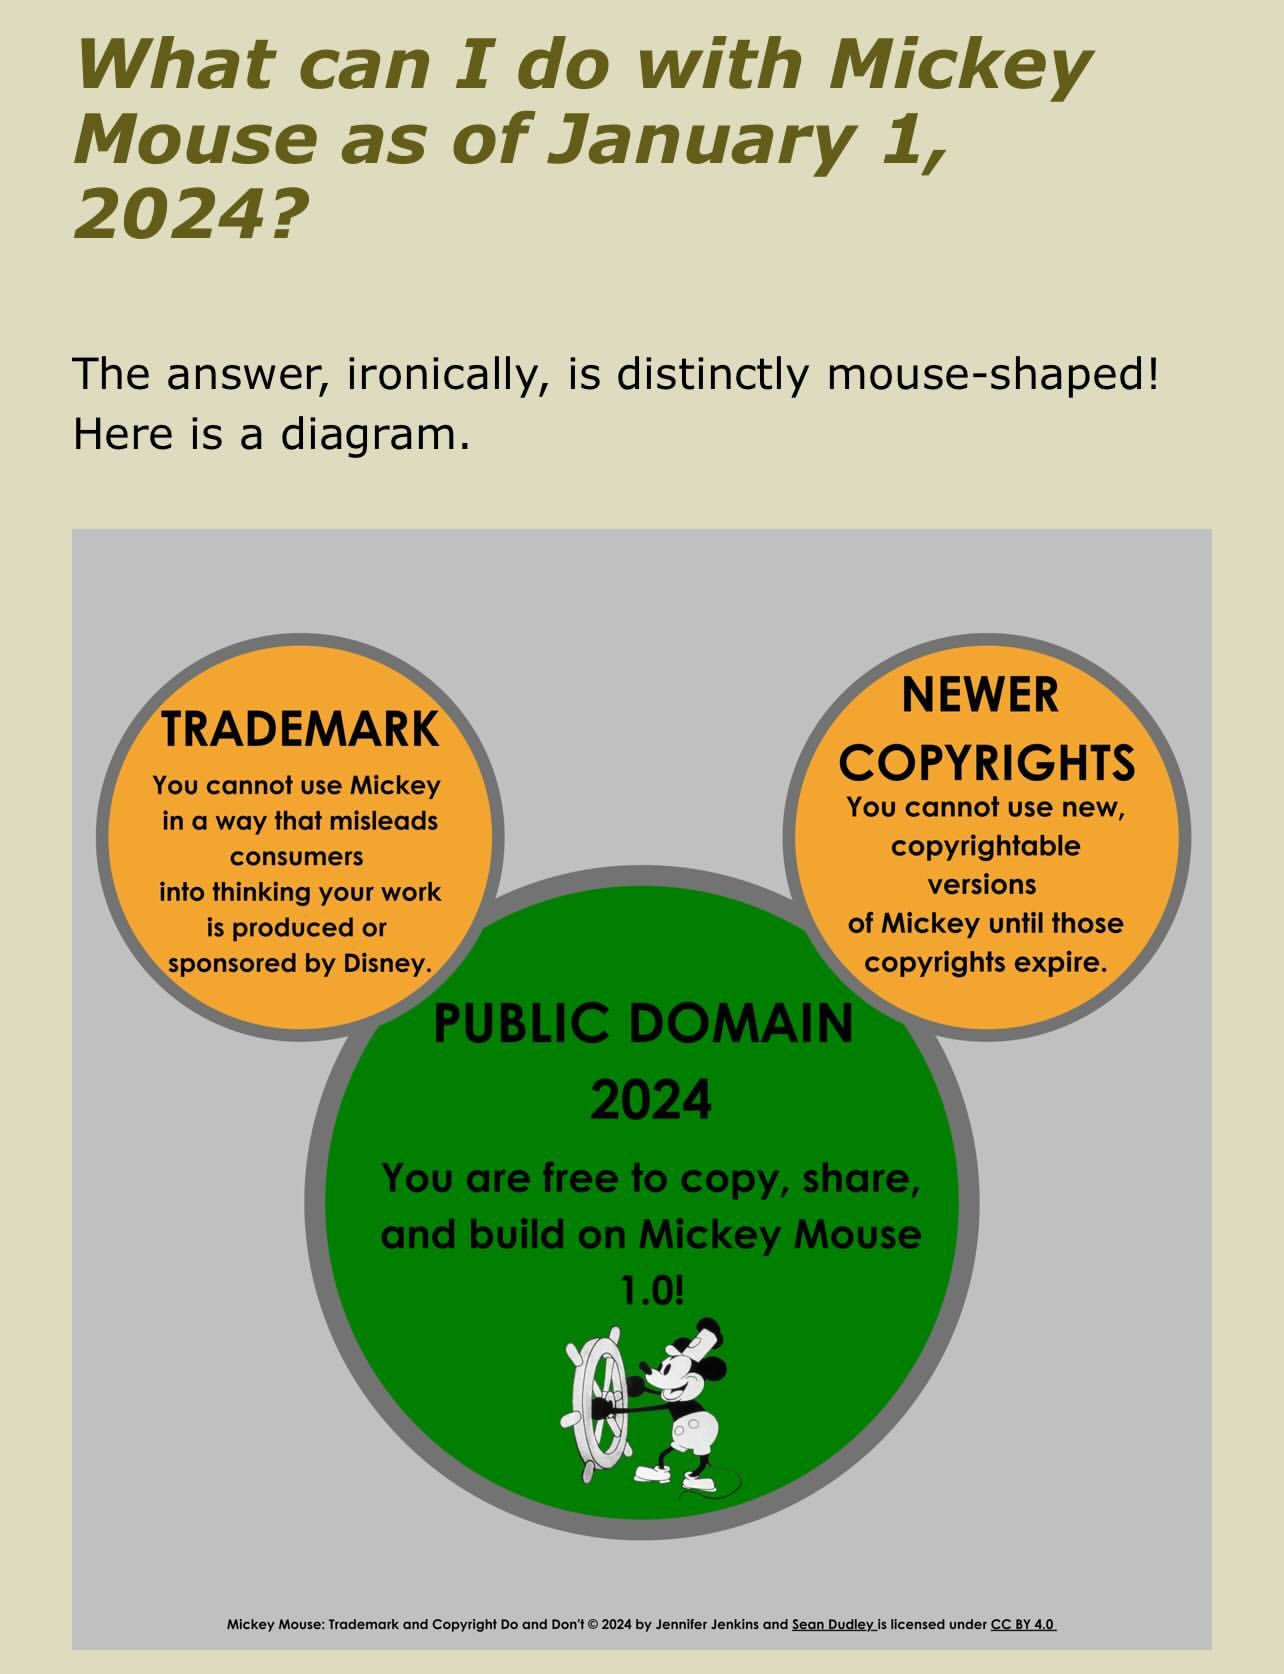 What can I do with Mickey
Mouse as of January 1,
2024?
The answer, ironically, is distinctly mouse-shaped!
Here is a diagram.
TRADEMARK
You cannot use Mickey
in a way that misleads
consumers
into thinking your work
is produced or
sponsored by Disney.
NEWER
COPYRIGHTS
You cannot use new,
copyrightable
versions
of Mickey until those
copyrights expire.
PUBLIC DOMAIN
2024
You are free to copy, share,
and build on Mickey Mouse
1.0!
Mickey Mouse: Trademark and Copyright Do and Don't © 2024 by Jennifer Jenkins and Sean Dudley is licensed under CC BY 4.0